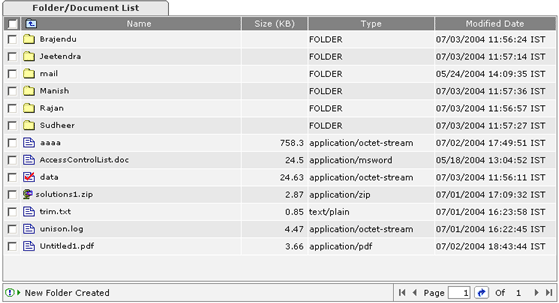 Folder/Document List
Name Size (KB) Type Modified Date
Brajendu FOLDER 07/03/2004 11:56:24 IST
Jeetendra FOLDER 07/03/2004 11:57:14 IST
mail FOLDER 05/24/2004 14:09:35 IST
Manish FOLDER 07/03/2004 11:57:36 IST
Rajan FOLDER 07/03/2004 11:56:57 IST
Sudheer FOLDER 07/03/2004 11:57:27 IST
aaaa 758.3 application/octet-stream 07/02/2004 17:49:51 IST
AccessControlList.doc 24.5 application/msword 05/18/2004 13:04:52 IST
data 24.63 application/octet-stream 07/03/2004 11:56:11 IST
solutions1.zip 2.87 application/zip 07/01/2004 17:09:32 IST
trim.txt 0.85 text/plain 07/01/2004 16:23:58 IST
unison.log 4.47 application/octet-stream 07/01/2004 16:22:45 IST
Untitled1.pdf 3.66 application/pdf 07/02/2004 18:43:44 IST
New Folder Created Page 1 Of 1